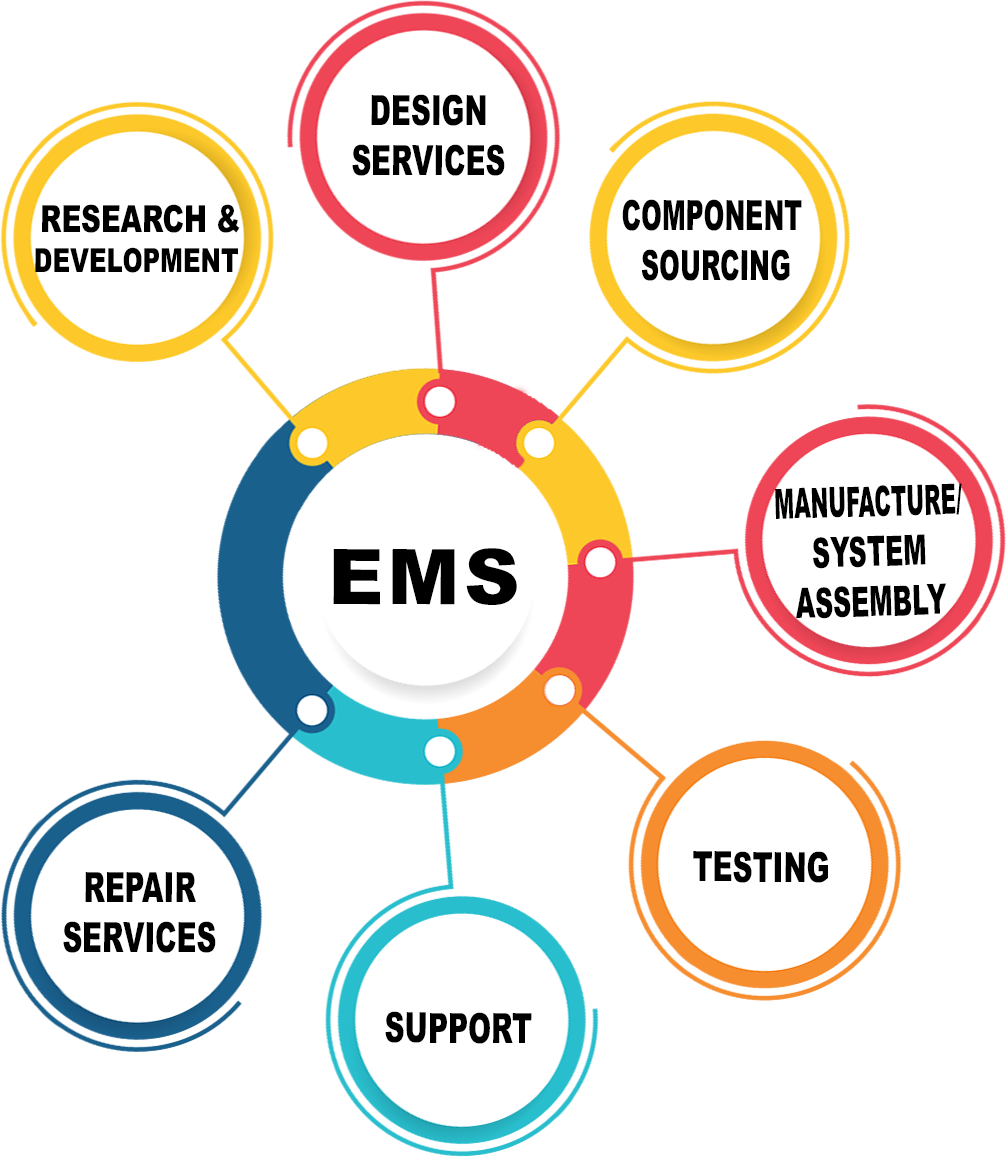 DESIGN
SERVICES
RESEARCH &
DEVELOPMENT
COMPONENT
SOURCING
MANUFACTURE/
SYSTEM
ASSEMBLY
EMS
TESTING
REPAIR
SERVICES
SUPPORT